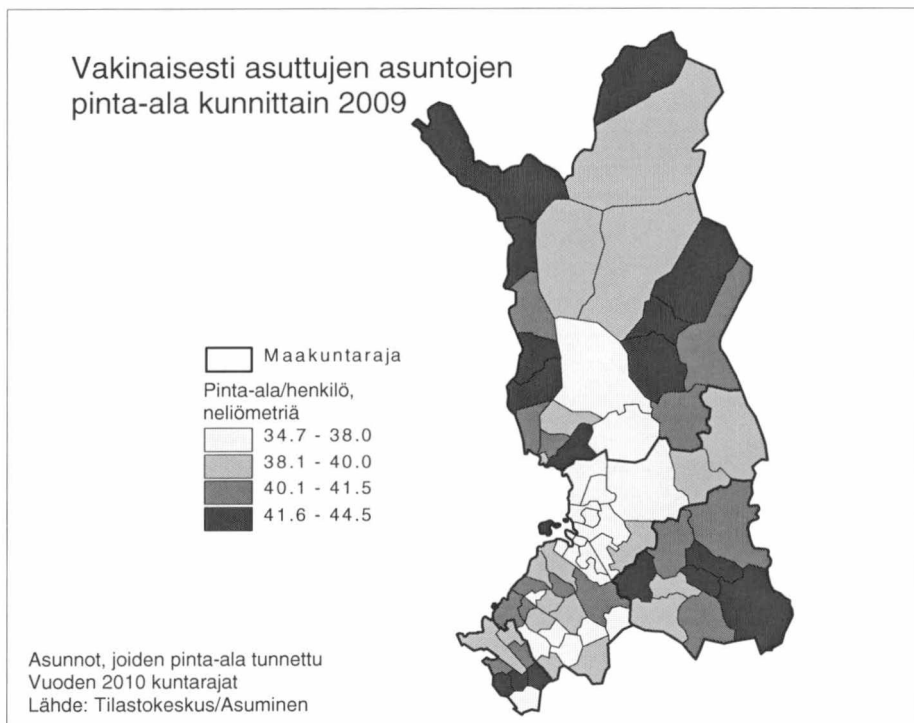 Vakinaisesti asuttujen asuntojen
pinta-ala kunnittain 2009
Maakuntaraja
Pinta-ala/henkilö,
neliömetriä
34.7 - 38.0
38.1 - 40.0
40.1 - 41.5
41.6 - 44.5
Asunnot, joiden pinta-ala tunnettu
Vuoden 2010 kuntarajat
Lähde: Tilastokeskus/Asuminen